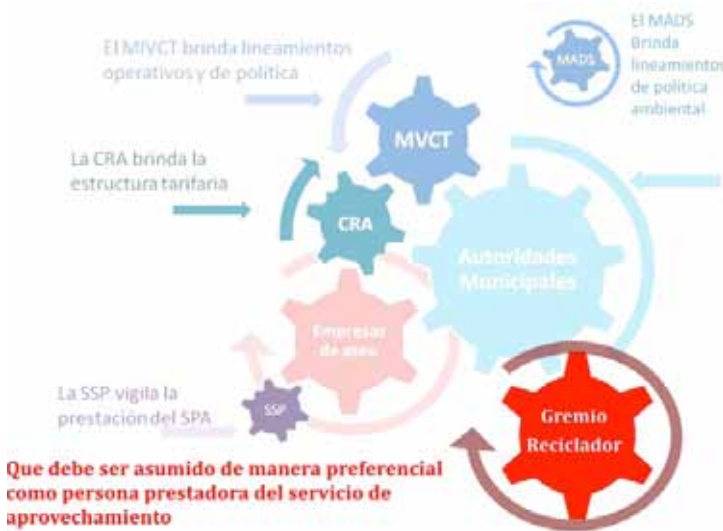 El MIVCT brinda lineamientos
operativos y de política
El MADS
Brinda
lineamientos
de política
ambiental
MADS
MVCT
La CRA brinda la
estructura tarifaria
CRA
Autoridades
Municipales
Empresas
de aseo
La SSP vigila la
prestación del SPA
SSP
Gremio
Reciclador
Que debe ser asumido de manera preferencial
como persona prestadora del servicio de
aprovechamiento